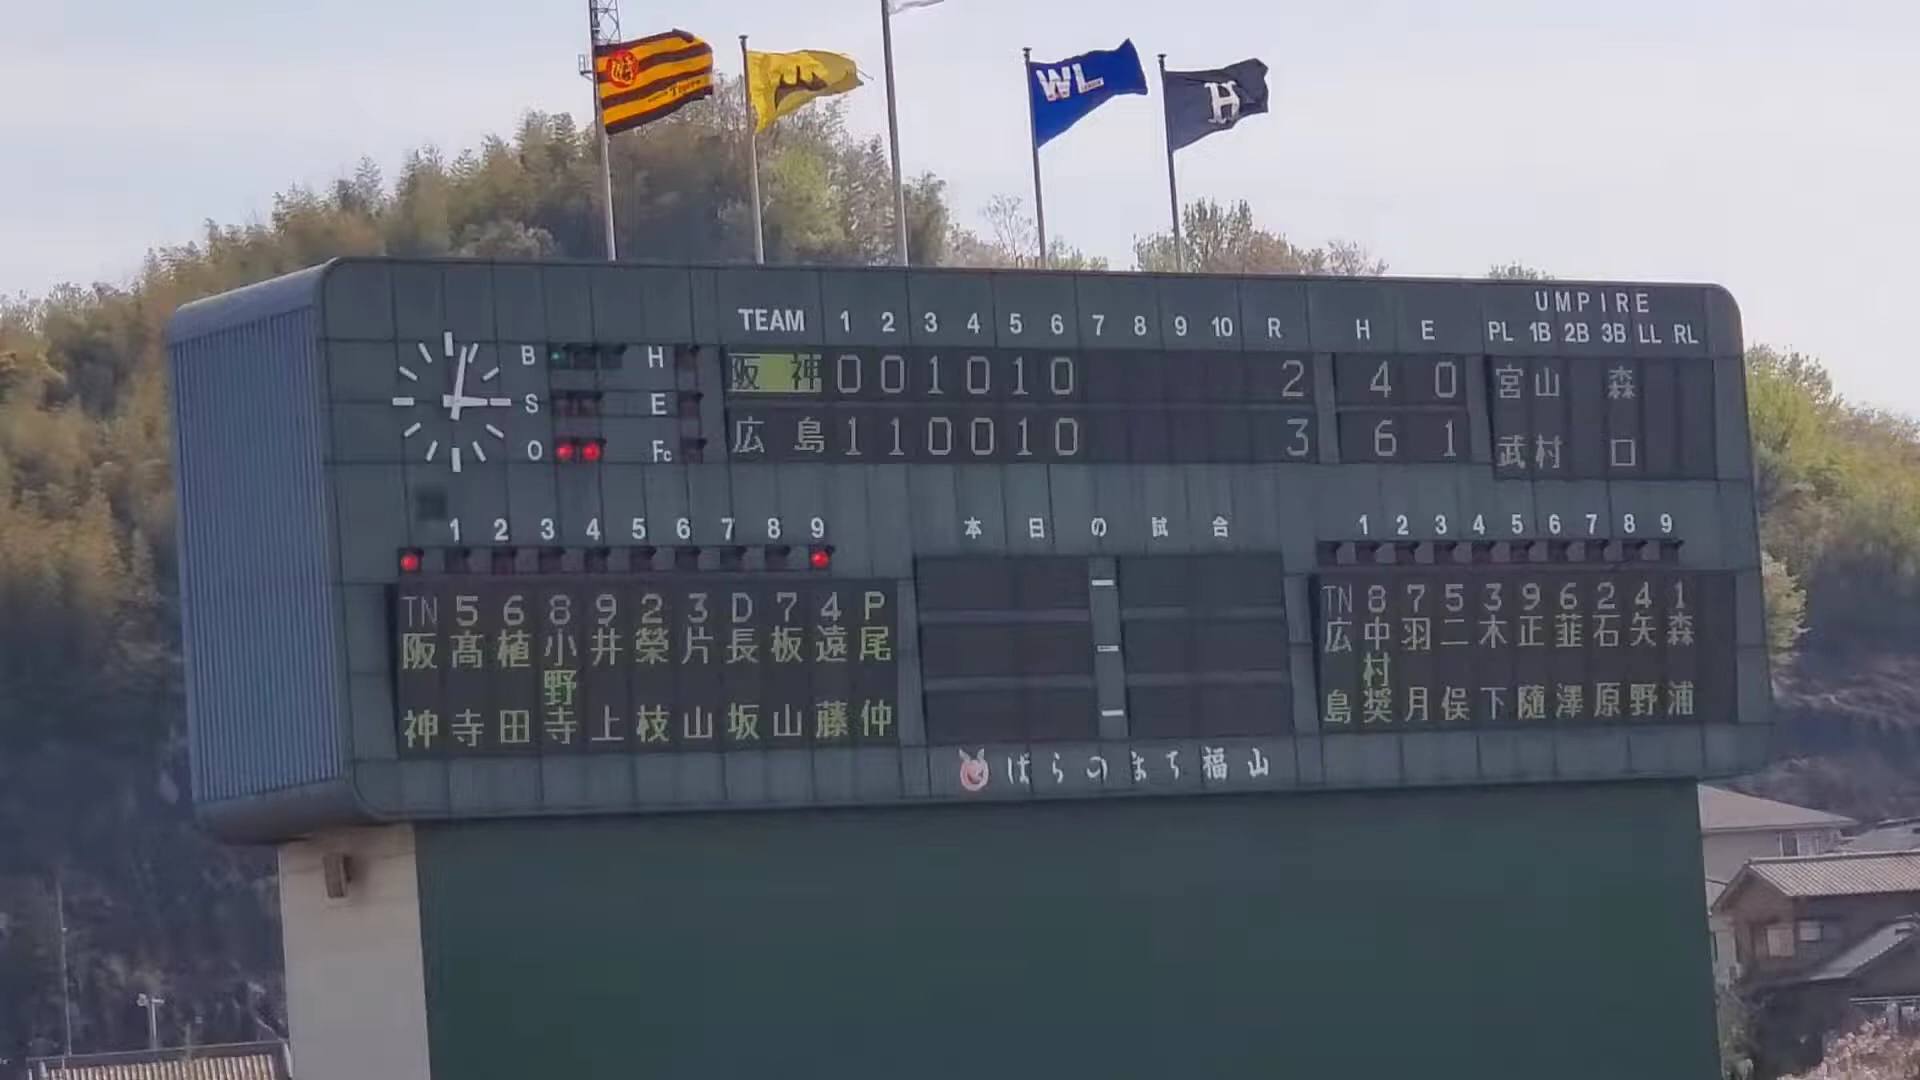 WL
H
UMPIRE
TEAM 1 2 3 4 5 6 7 8 9 10 R H E PL 1B 2B 3B LL RL
B H
阪神 0 0 1 0 1 0 2 4 0 宮山 森
S E
広島 1 1 0 0 1 0 3 6 1 武村 口
O Fc
1 2 3 4 5 6 7 8 9 本日の試合 1 2 3 4 5 6 7 8 9
TN 5 6 8 9 2 3 D 7 4 P TN 8 7 5 3 9 6 2 4 1
阪神 髙寺 植田 小野寺 井上 榮枝 片山 長坂 板山 遠藤 尾仲 広島 中村奨 羽月 二俣 木下 正隨 韮澤 石原 矢野 森浦
ばらのまち福山